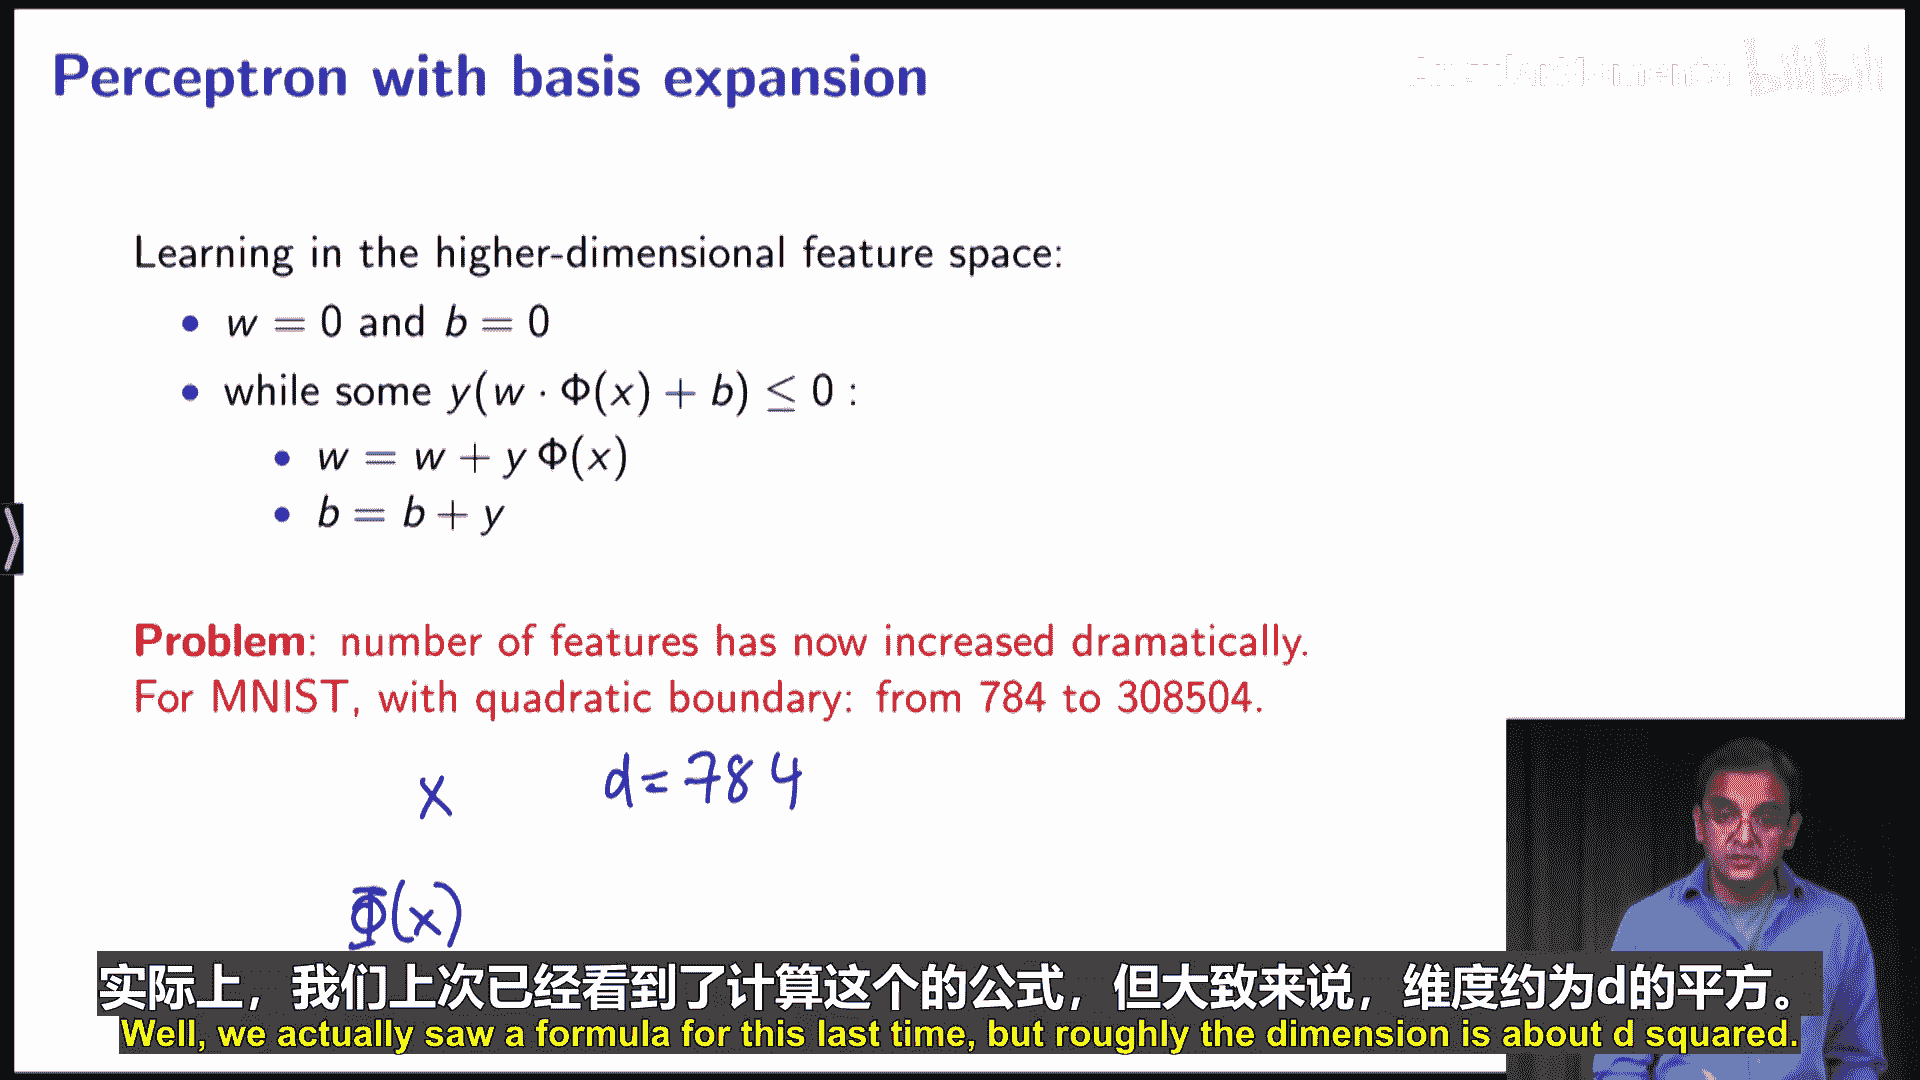 Perceptron with basis expansion
bilibili
Learning in the higher-dimensional feature space:
• w = 0 and b = 0
• while some y(w · Φ(x) + b) ≤ 0 :
• w = w + y Φ(x)
• b = b + y
Problem: number of features has now increased dramatically.
For MNIST, with quadratic boundary: from 784 to 308504.
x d=784
Φ(x)
实际上，我们上次已经看到了计算这个的公式，但大致来说，维度约为d的平方。
Well, we actually saw a formula for this last time, but roughly the dimension is about d squared.